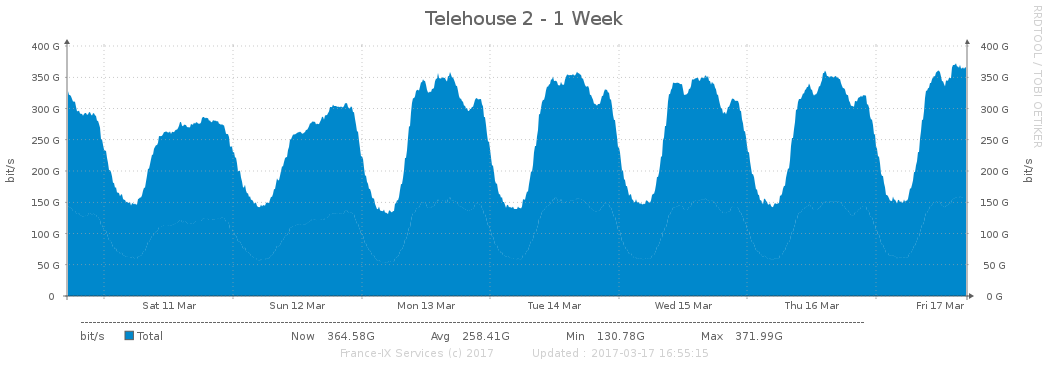 Telehouse 2 - 1 Week
RRDTOOL / TOBI OETIKER
400 G 400 G
350 G 350 G
300 G 300 G
250 G 250 G
200 G 200 G
150 G 150 G
100 G 100 G
50 G 50 G
0 0 G
bit/s bit/s
Sat 11 Mar Sun 12 Mar Mon 13 Mar Tue 14 Mar Wed 15 Mar Thu 16 Mar Fri 17 Mar
bit/s Total Now 364.58G Avg 258.41G Min 130.78G Max 371.99G
France-IX Services (c) 2017 Updated : 2017-03-17 16:55:15